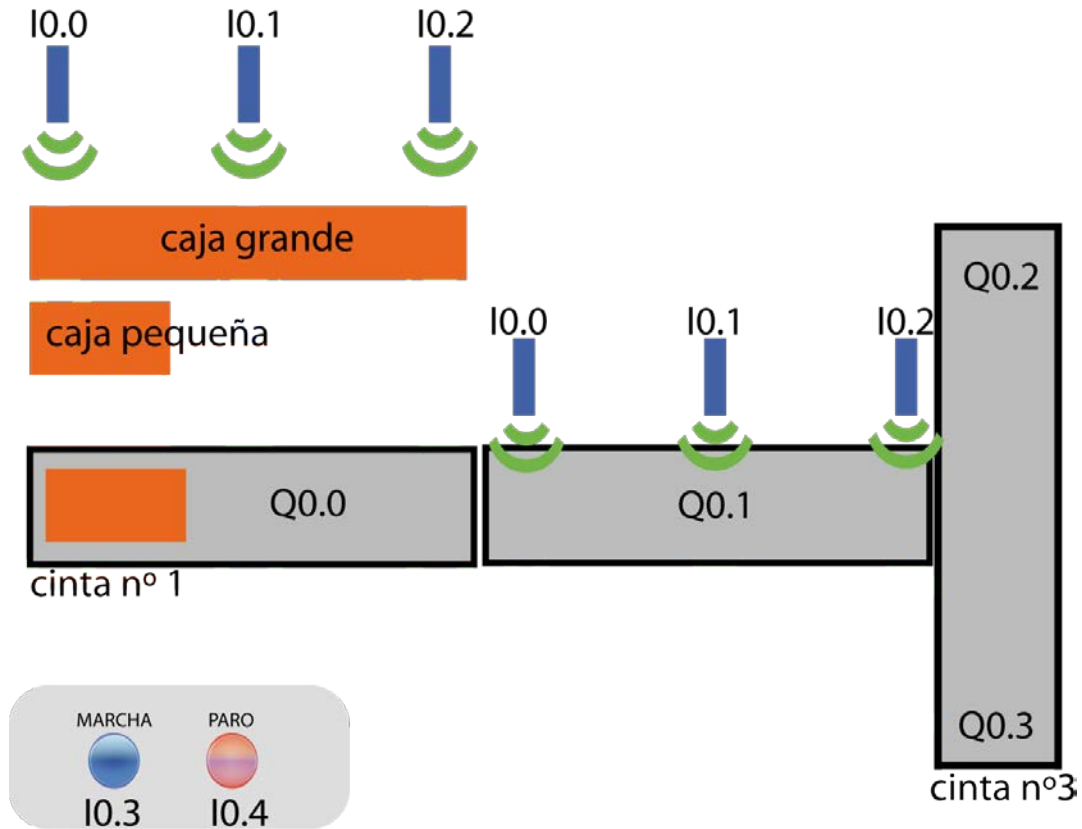 I0.0 I0.1 I0.2
caja grande
caja pequeña
I0.0 I0.1 I0.2
Q0.2
Q0.0
Q0.1
cinta nº 1
Q0.3
cinta nº3
MARCHA PARO
I0.3 I0.4